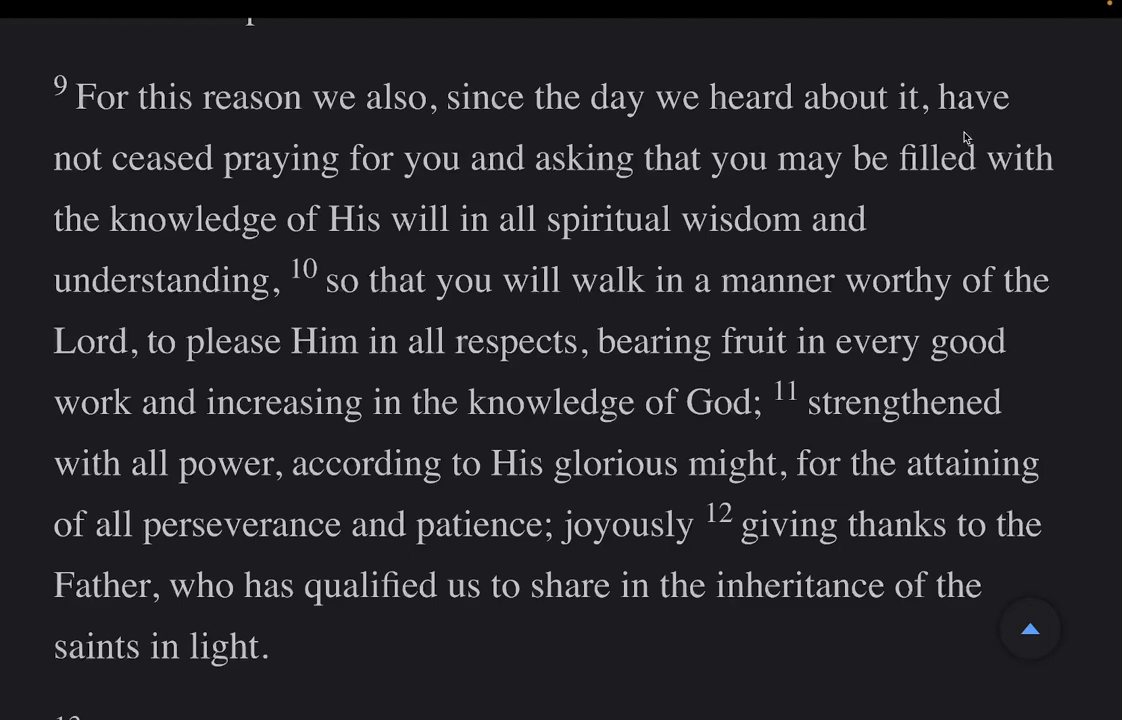 9 For this reason we also, since the day we heard about it, have
not ceased praying for you and asking that you may be filled with
the knowledge of His will in all spiritual wisdom and
understanding, 10 so that you will walk in a manner worthy of the
Lord, to please Him in all respects, bearing fruit in every good
work and increasing in the knowledge of God; 11 strengthened
with all power, according to His glorious might, for the attaining
of all perseverance and patience; joyously 12 giving thanks to the
Father, who has qualified us to share in the inheritance of the
saints in light.